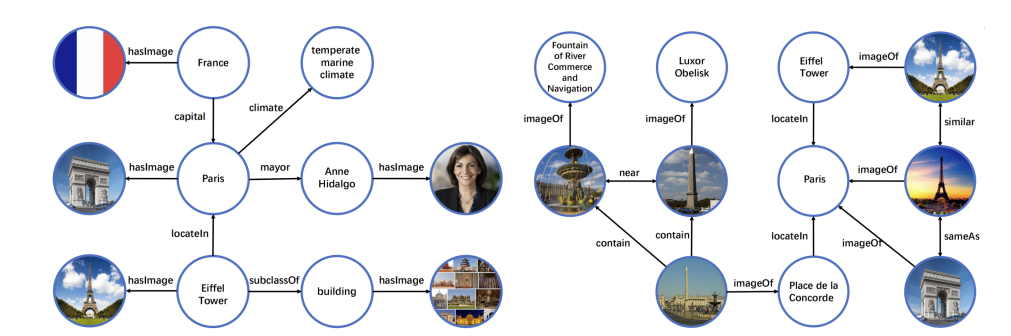 hasImage
France
temperate
marine
climate
capital
climate
hasImage
Paris
mayor
Anne
Hidalgo
hasImage
locateIn
hasImage
Eiffel
Tower
subclassOf
building
hasImage
Fountain
of River
Commerce
and
Navigation
Luxor
Obelisk
Eiffel
Tower
imageOf
imageOf
imageOf
locateIn
similar
near
Paris
imageOf
contain
contain
locateIn
imageOf
sameAs
imageOf
Place de la
Concorde